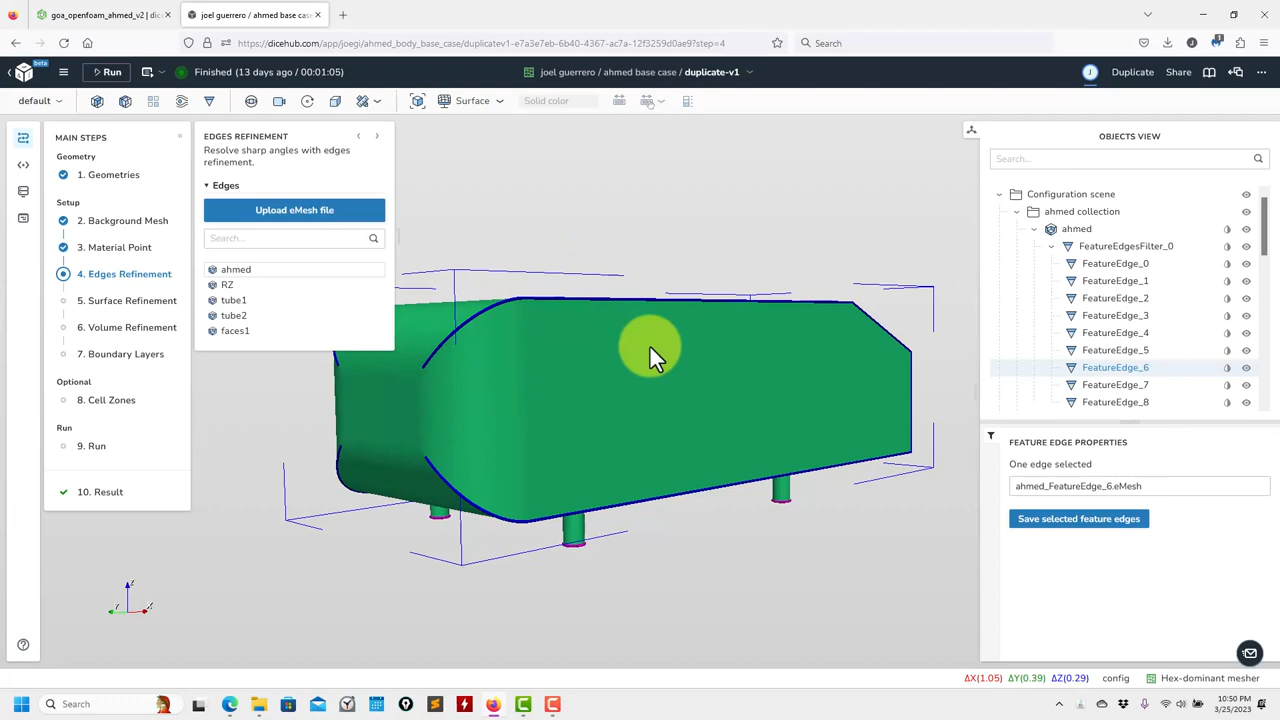 goa_openfoam_ahmed_v2 | dice
joel guerrero / ahmed base case
https://dicehub.com/app/joegi/ahmed_body_base_case/duplicatev1e7a3e7eb-6b40-4367-ac7a-12f3259d0ae9?step=4
Search
beta
Run
Finished (13 days ago / 00:01:05)
joel guerrero / ahmed base case / duplicate-v1
J
Duplicate
Share
default
Surface
Solid color
MAIN STEPS
Geometry
1. Geometries
Setup
2. Background Mesh
3. Material Point
4. Edges Refinement
5. Surface Refinement
6. Volume Refinement
7. Boundary Layers
Optional
8. Cell Zones
Run
9. Run
10. Result
EDGES REFINEMENT
Resolve sharp angles with edges
refinement.
Edges
Upload eMesh file
Search...
ahmed
RZ
tube1
tube2
faces1
OBJECTS VIEW
Search...
Configuration scene
ahmed collection
ahmed
FeatureEdgesFilter_0
FeatureEdge_0
FeatureEdge_1
FeatureEdge_2
FeatureEdge_3
FeatureEdge_4
FeatureEdge_5
FeatureEdge_6
FeatureEdge_7
FeatureEdge_8
FEATURE EDGE PROPERTIES
One edge selected
ahmed_FeatureEdge_6.eMesh
Save selected feature edges
Z
Y
X
ΔX(1.05) ΔY(0.39) ΔZ(0.29) config Hex-dominant mesher
Search
10:50 PM
3/25/2023